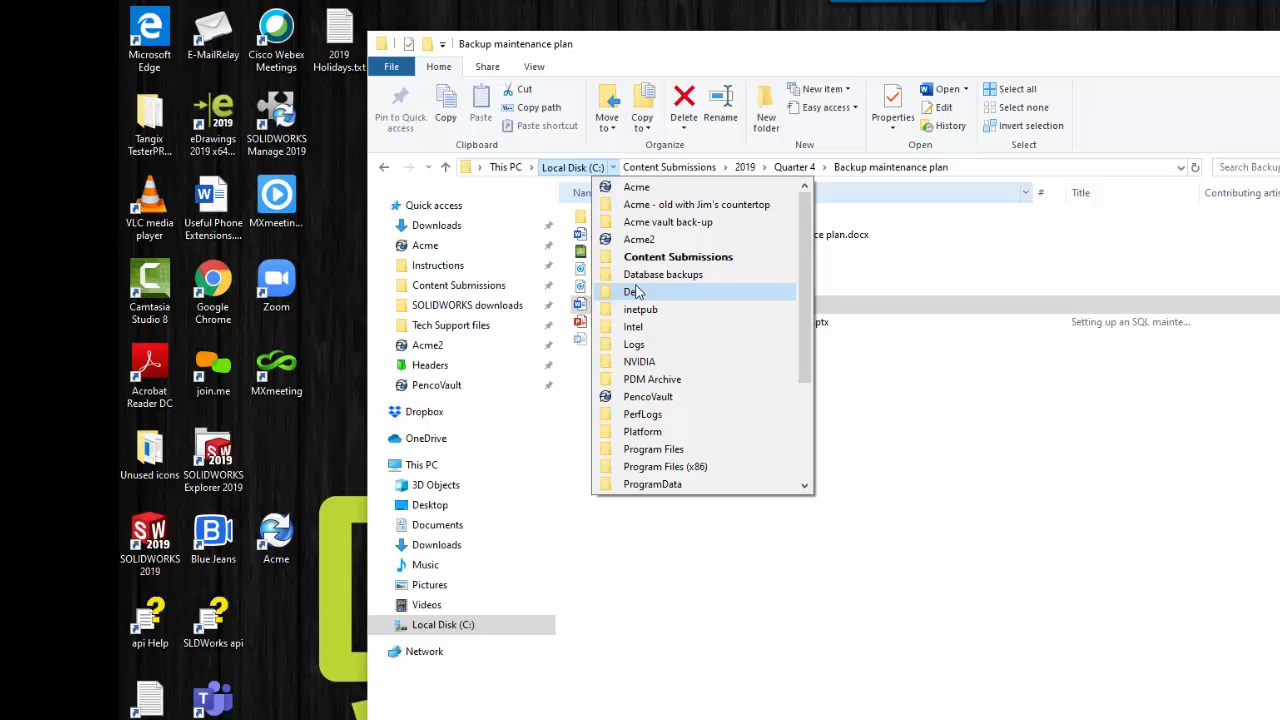 Microsoft
Edge
E-MailRelay
Cisco Webex
Meetings
2019
Holidays.txt
Tangix
TesterPR...
eDrawings
2019 x64...
SOLIDWORKS
Manage 2019
VLC media
player
Useful Phone
Extensions....
MXmeetin...
Camtasia
Studio 8
Google
Chrome
Zoom
Acrobat
Reader DC
join.me
MXmeeting
Unused icons
SOLIDWORKS
Explorer 2019
SOLIDWORKS
2019
Blue Jeans
Acme
api Help
SLDWorks api
Backup maintenance plan
File
Home
Share
View
Pin to Quick
access
Copy
Paste
Cut
Copy path
Paste shortcut
Clipboard
Move
to
Copy
to
Delete
Rename
Organize
New
folder
New item
Easy access
New
Properties
Open
Edit
History
Open
Select all
Select none
Invert selection
Select
This PC
Local Disk (C:)
Content Submissions
2019
Quarter 4
Backup maintenance plan
Search Backup
#
Title
Contributing artis
Quick access
Downloads
Acme
Instructions
Content Submissions
SOLIDWORKS downloads
Tech Support files
Acme2
Headers
PencoVault
Dropbox
OneDrive
This PC
3D Objects
Desktop
Documents
Downloads
Music
Pictures
Videos
Local Disk (C:)
Network
Acme
Acme - old with Jim's countertop
Acme vault back-up
Acme2
Content Submissions
Database backups
inetpub
Intel
Logs
NVIDIA
PDM Archive
PencoVault
PerfLogs
Platform
Program Files
Program Files (x86)
ProgramData
ce plan.docx
ptx
Setting up an SQL mainte...